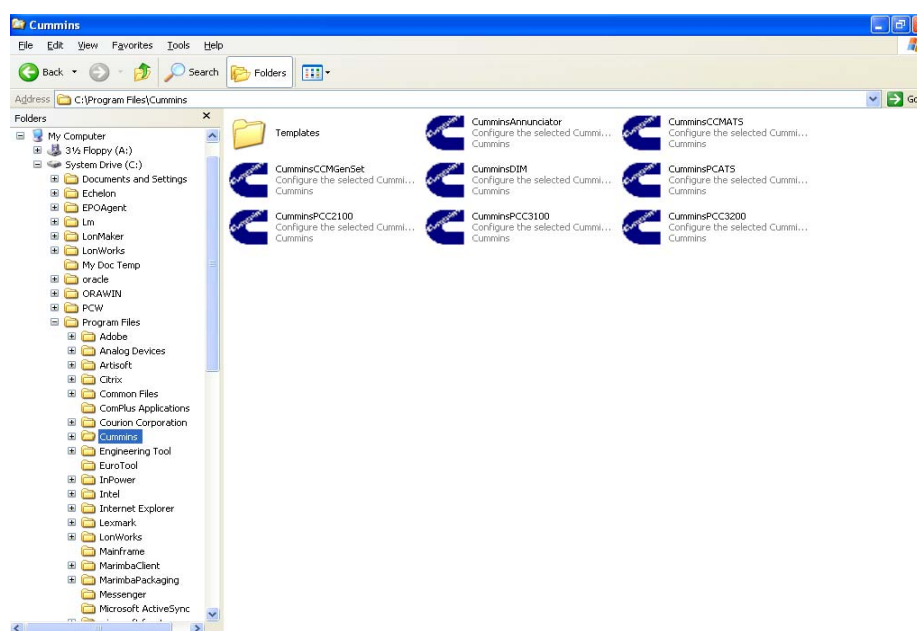 Cummins
File Edit View Favorites Tools Help
Back Search Folders
Address C:\Program Files\Cummins Go
Folders
My Computer
3½ Floppy (A:)
System Drive (C:)
Documents and Settings
Echelon
EPOAgent
Lm
LonMaker
LonWorks
My Doc Temp
oracle
ORAWIN
PCW
Program Files
Adobe
Analog Devices
Artisoft
Citrix
Common Files
ComPlus Applications
Courion Corporation
Cummins
Engineering Tool
EuroTool
InPower
Intel
Internet Explorer
Lexmark
LonWorks
Mainframe
MarimbaClient
MarimbaPackaging
Messenger
Microsoft ActiveSync
Templates
CumminsAnnunciator
Configure the selected Cummi...
Cummins
CumminsCCMATS
Configure the selected Cummi...
Cummins
CumminsCCMGenSet
Configure the selected Cummi...
Cummins
CumminsDIM
Configure the selected Cummi...
Cummins
CumminsPCATS
Configure the selected Cummi...
Cummins
CumminsPCC2100
Configure the selected Cummi...
Cummins
CumminsPCC3100
Configure the selected Cummi...
Cummins
CumminsPCC3200
Configure the selected Cummi...
Cummins